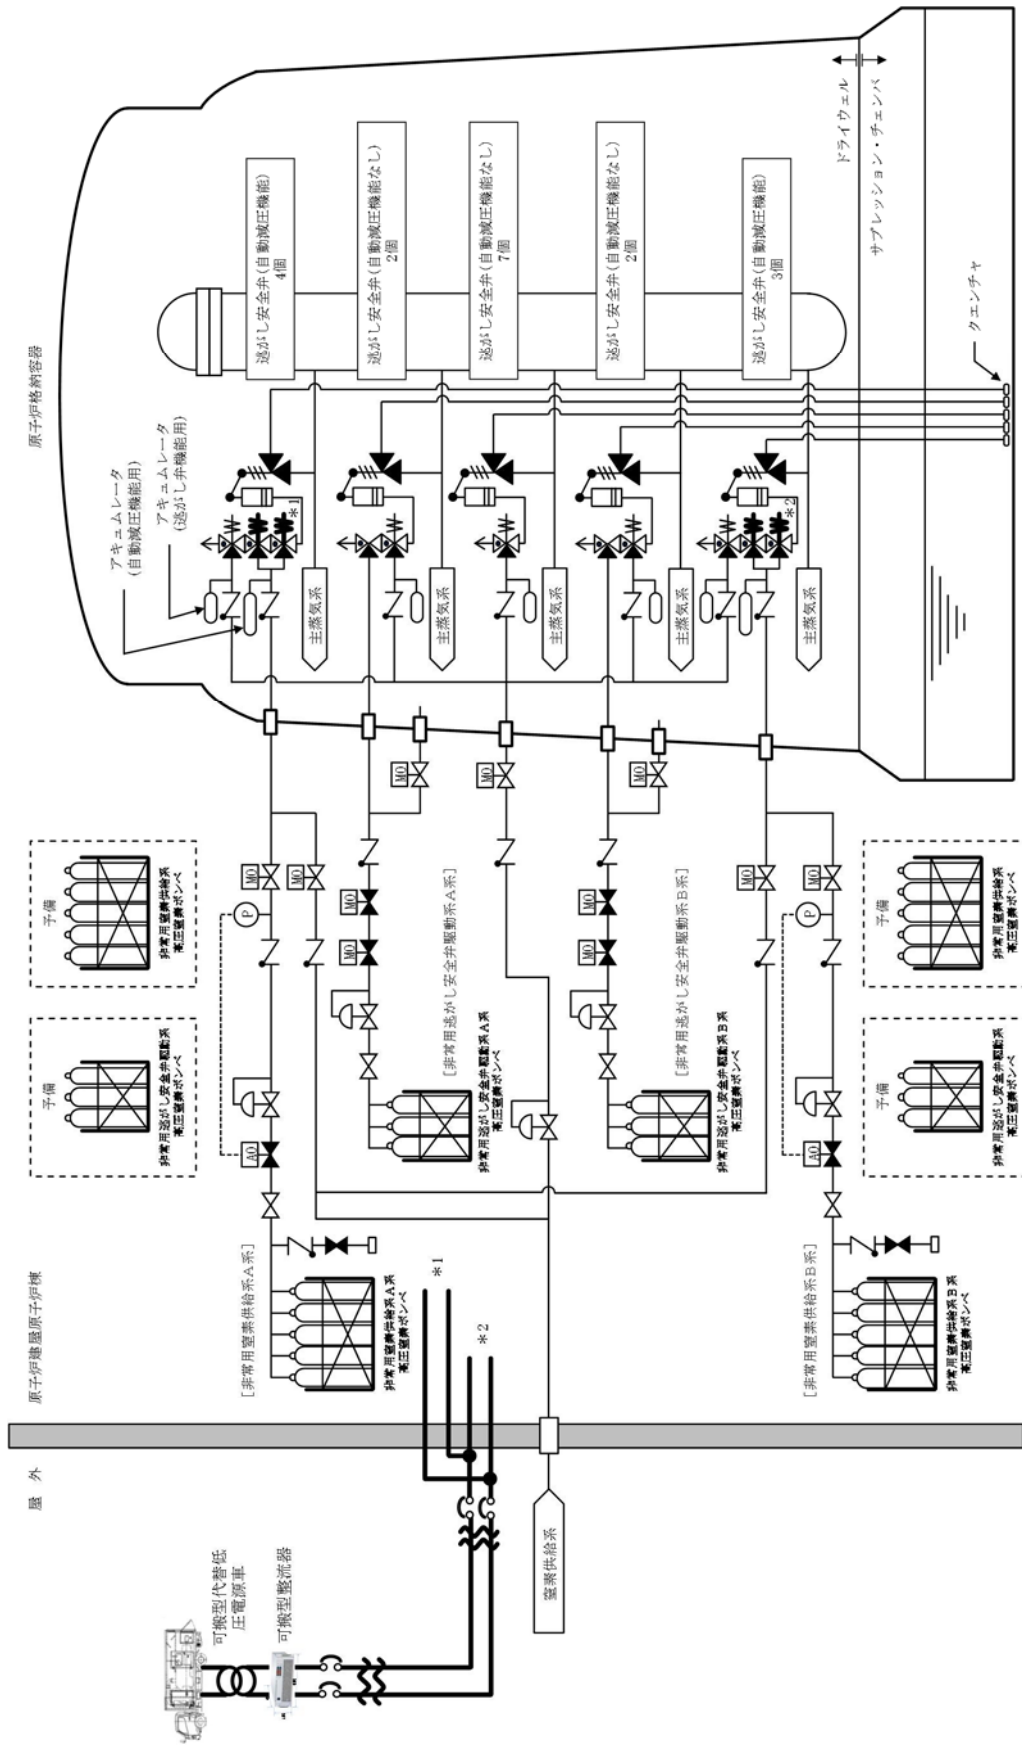 原子炉格納容器
アキュムレータ
(自動減圧機能用)
アキュムレータ
(逃がし弁機能用)
逃がし安全弁(自動減圧機能)
4個
逃がし安全弁(自動減圧機能なし)
2個
逃がし安全弁(自動減圧機能なし)
7個
逃がし安全弁(自動減圧機能なし)
2個
逃がし安全弁(自動減圧機能)
3個
ドライウェル
サプレッション・チェンバ
クエンチャ
*1
*2
主蒸気系
主蒸気系
主蒸気系
主蒸気系
主蒸気系
原子炉建屋原子炉棟
予備
非常用窒素供給系
高圧窒素ボンベ
予備
非常用逃がし安全弁駆動系
高圧窒素ボンベ
MO
MO
MO
MO
MO
MO
MO
MO
MO
MO
MO
P
P
AO
AO
[非常用逃がし安全弁駆動系A系]
非常用逃がし安全弁駆動系A系
高圧窒素ボンベ
[非常用逃がし安全弁駆動系B系]
非常用逃がし安全弁駆動系B系
高圧窒素ボンベ
予備
非常用窒素供給系
高圧窒素ボンベ
予備
非常用逃がし安全弁駆動系
高圧窒素ボンベ
[非常用窒素供給系A系]
非常用窒素供給系A系
高圧窒素ボンベ
*1
*2
[非常用窒素供給系B系]
非常用窒素供給系B系
高圧窒素ボンベ
屋 外
可搬型代替低
圧電源車
可搬型整流器
窒素供給系